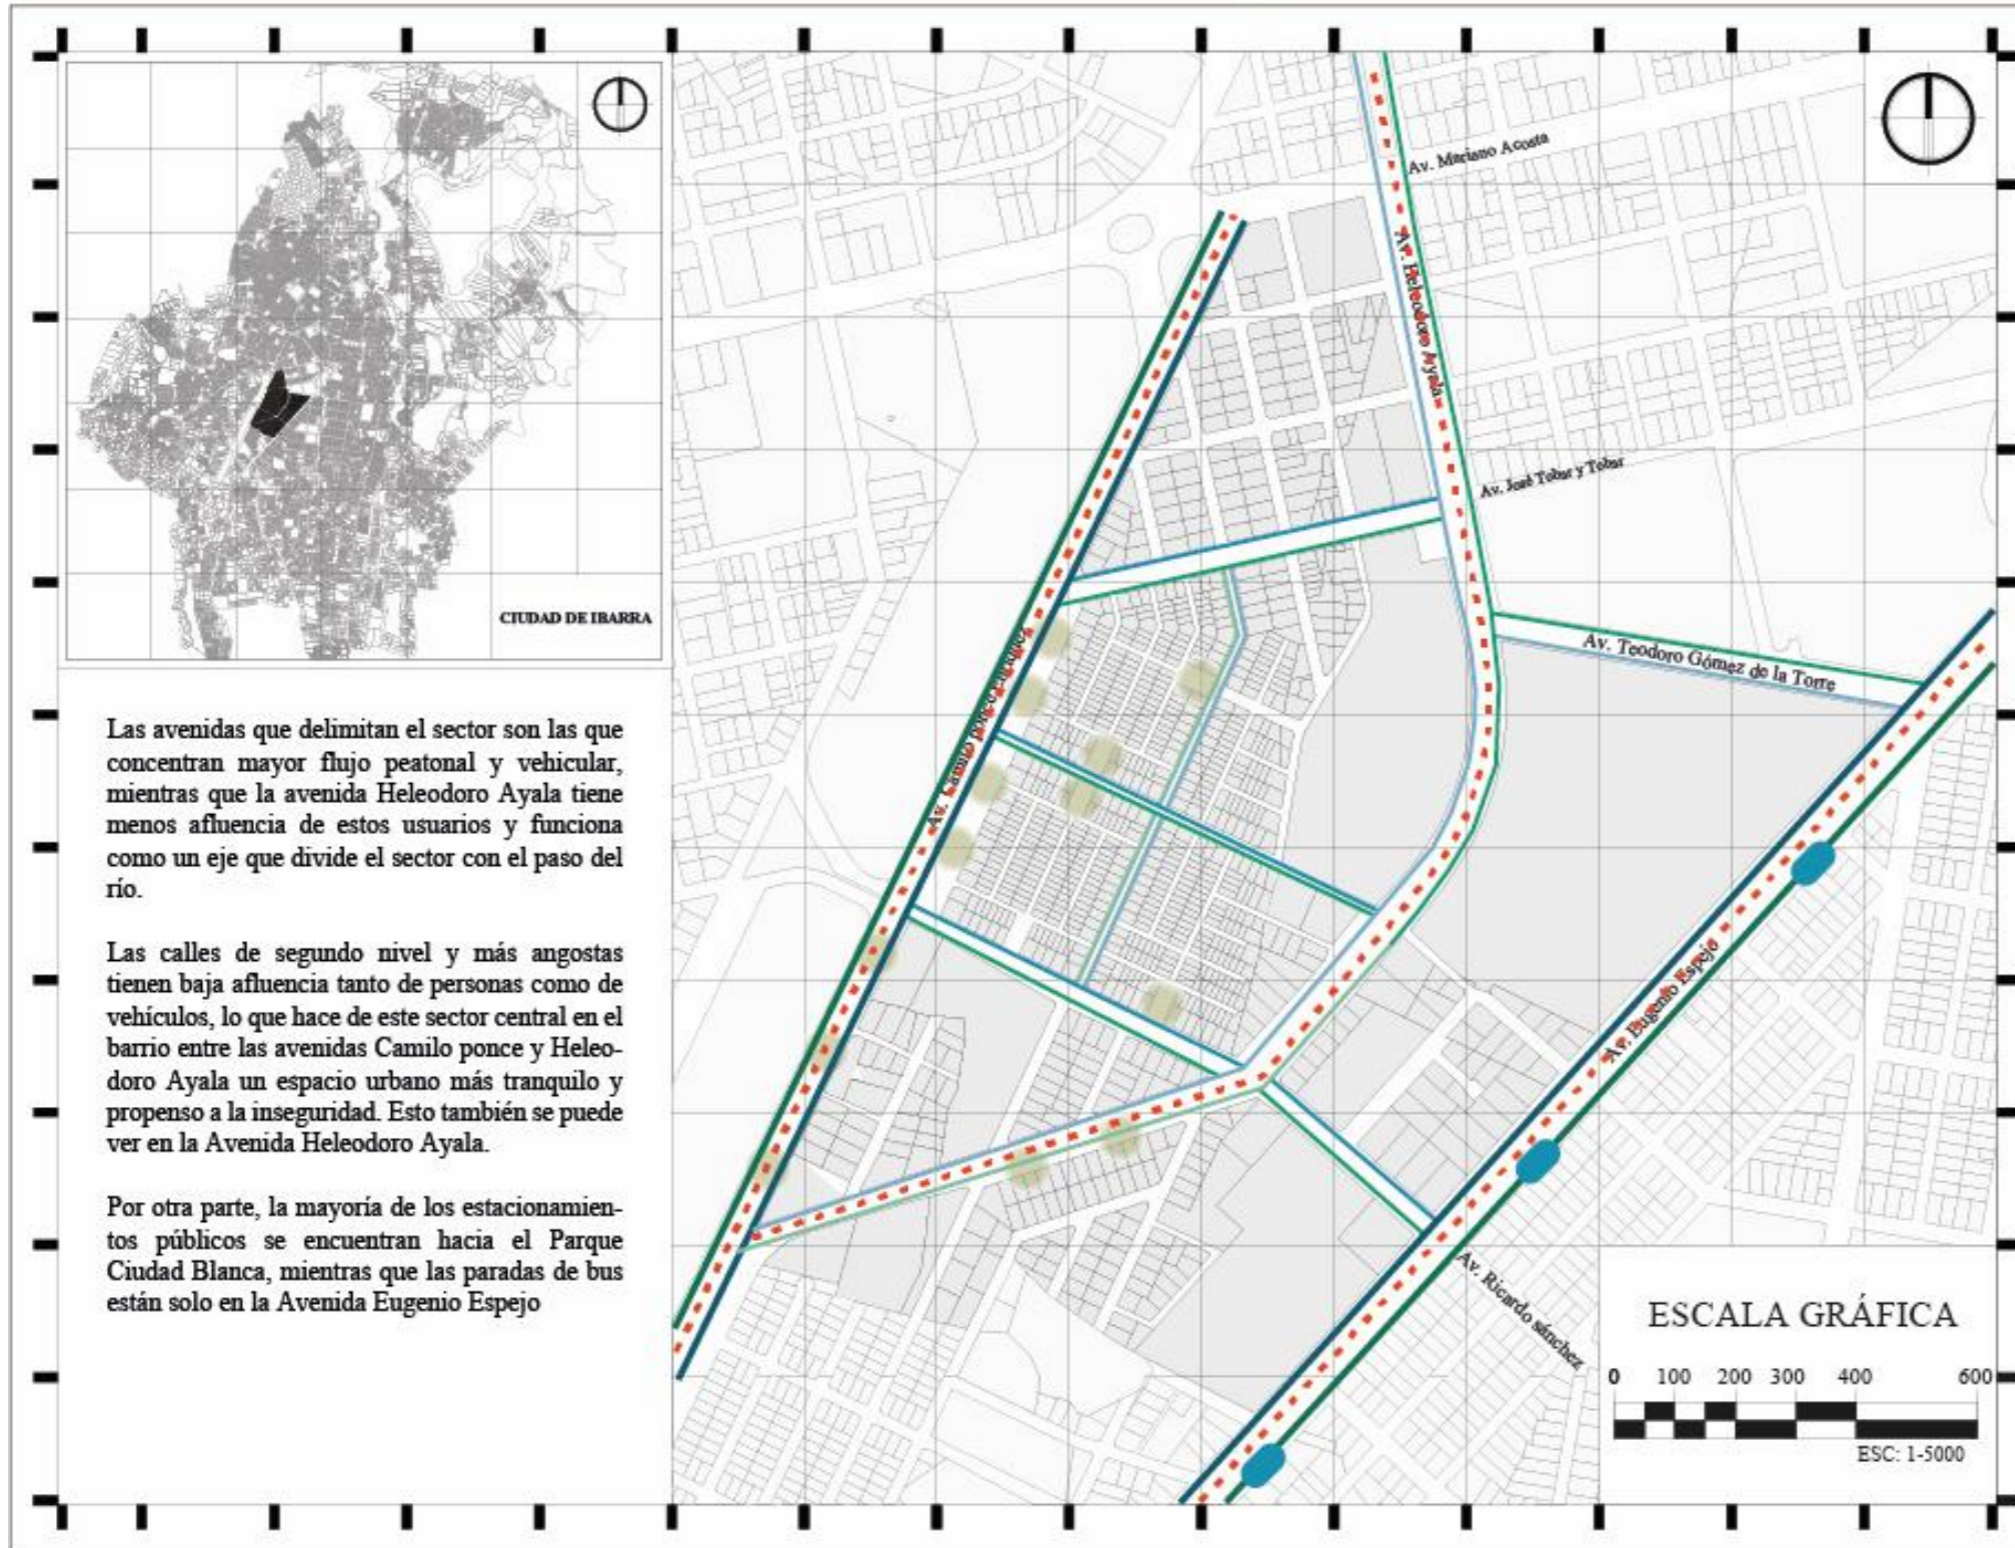 CIUDAD DE IBARRA
Las avenidas que delimitan el sector son las que
concentran mayor flujo peatonal y vehicular,
mientras que la avenida Heleodoro Ayala tiene
menos afluencia de estos usuarios y funciona
como un eje que divide el sector con el paso del
río.
Las calles de segundo nivel y más angostas
tienen baja afluencia tanto de personas como de
vehículos, lo que hace de este sector central en el
barrio entre las avenidas Camilo ponce y Heleo-
doro Ayala un espacio urbano más tranquilo y
propenso a la inseguridad. Esto también se puede
ver en la Avenida Heleodoro Ayala.
Por otra parte, la mayoría de los estacionamien-
tos públicos se encuentran hacia el Parque
Ciudad Blanca, mientras que las paradas de bus
están solo en la Avenida Eugenio Espejo
Av. Mariano Acosta
Av. Heleodoro Ayala
Av. José Tobar y Tobar
Av. Teodoro Gómez de la Torre
Av. Camilo ponce
Av. Eugenio Espejo
Av. Ricardo sánchez
ESCALA GRÁFICA
0 100 200 300 400 600
ESC: 1-5000